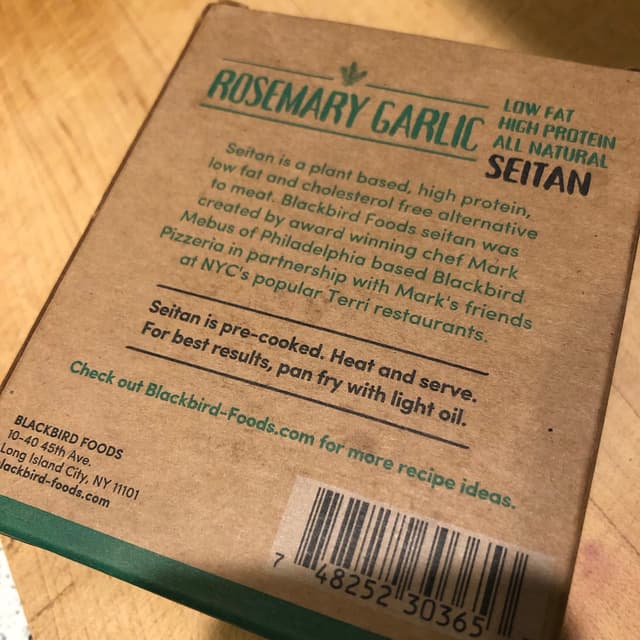 ROSEMARY GARLIC
LOW FAT
HIGH PROTEIN
ALL NATURAL
SEITAN
Seitan is a plant based, high protein,
low fat and cholesterol free alternative
to meat. Blackbird Foods seitan was
created by award winning chef Mark
Mebus of Philadelphia based Blackbird
Pizzeria in partnership with Mark's friends
at NYC's popular Terri restaurants.
Seitan is pre-cooked. Heat and serve.
For best results, pan fry with light oil.
Check out Blackbird-Foods.com for more recipe ideas.
BLACKBIRD FOODS
10-40 45th Ave.
Long Island City, NY 11101
lackbird-foods.com
7 48252 30365